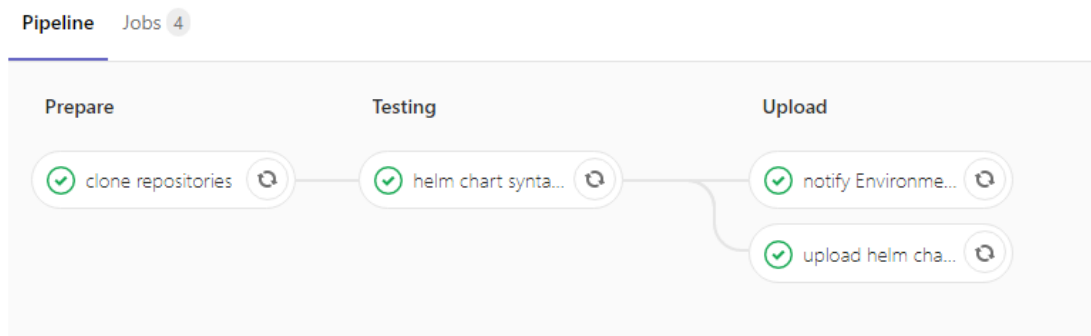 Pipeline Jobs 4
Prepare Testing Upload
clone repositories helm chart synta... notify Environme...
upload helm cha...